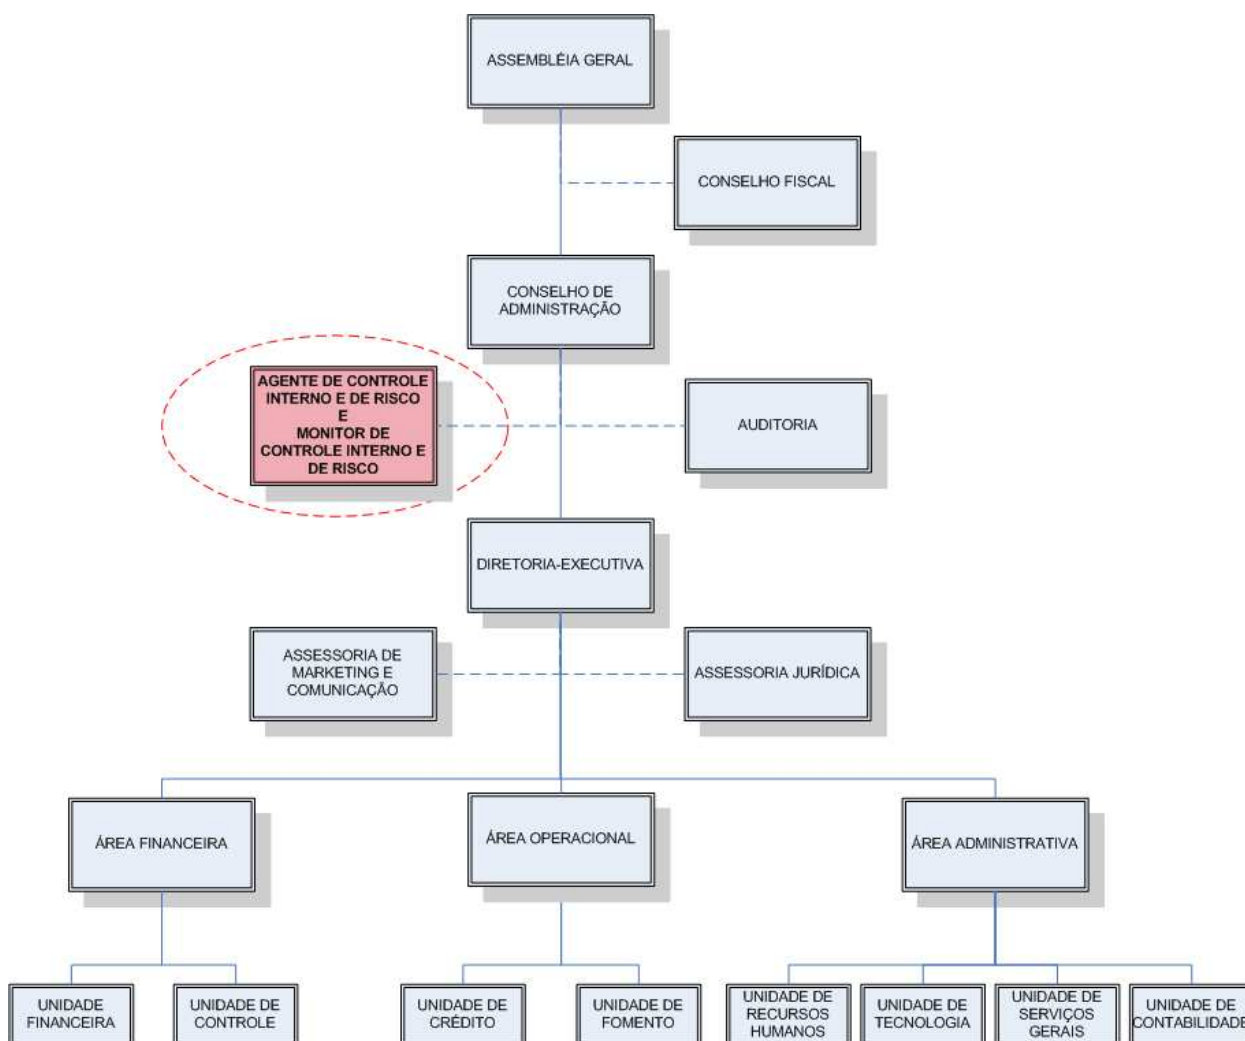 ASSEMBLÉIA GERAL
CONSELHO FISCAL
CONSELHO DE
ADMINISTRAÇÃO
AGENTE DE CONTROLE
INTERNO E DE RISCO
E
MONITOR DE
CONTROLE INTERNO E
DE RISCO
AUDITORIA
DIRETORIA-EXECUTIVA
ASSESSORIA DE
MARKETING E
COMUNICAÇÃO
ASSESSORIA JURÍDICA
ÁREA FINANCEIRA
ÁREA OPERACIONAL
ÁREA ADMINISTRATIVA
UNIDADE
FINANCEIRA
UNIDADE DE
CONTROLE
UNIDADE DE
CRÉDITO
UNIDADE DE
FOMENTO
UNIDADE DE
RECURSOS
HUMANOS
UNIDADE DE
TECNOLOGIA
UNIDADE DE
SERVIÇOS
GERAIS
UNIDADE DE
CONTABILIDADE